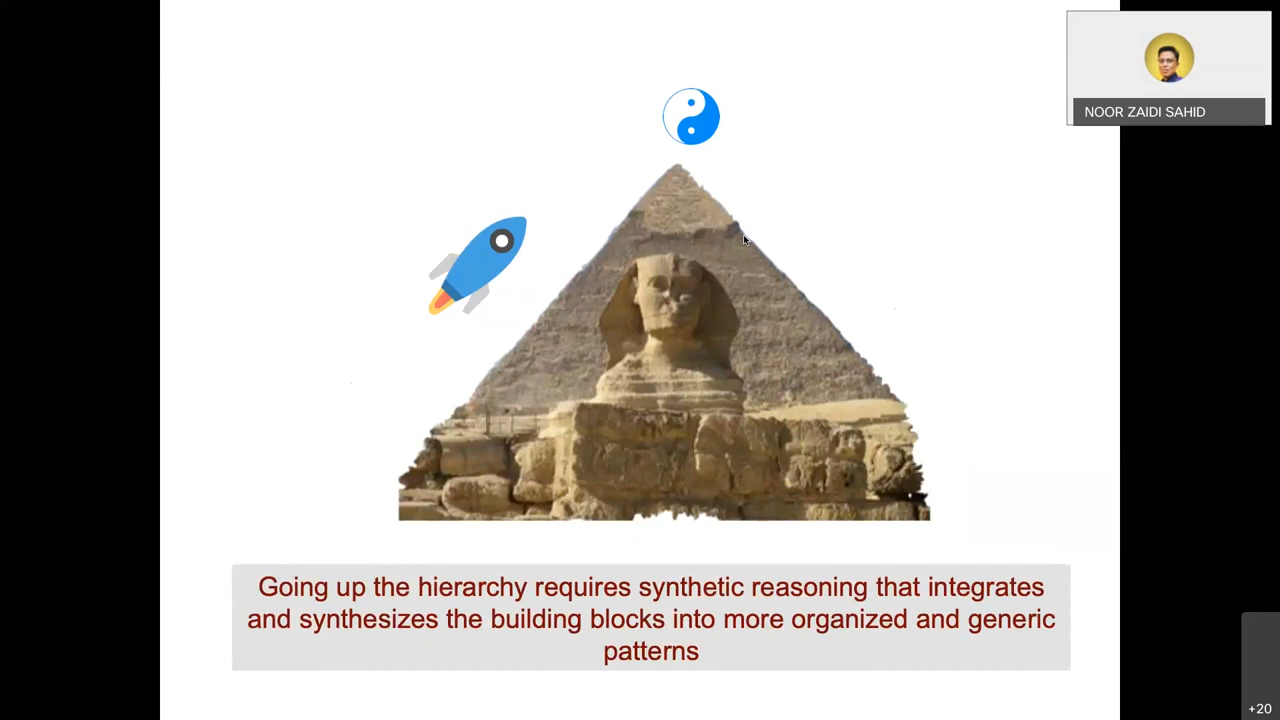 NOOR ZAIDI SAHID
Going up the hierarchy requires synthetic reasoning that integrates
and synthesizes the building blocks into more organized and generic
patterns
+20